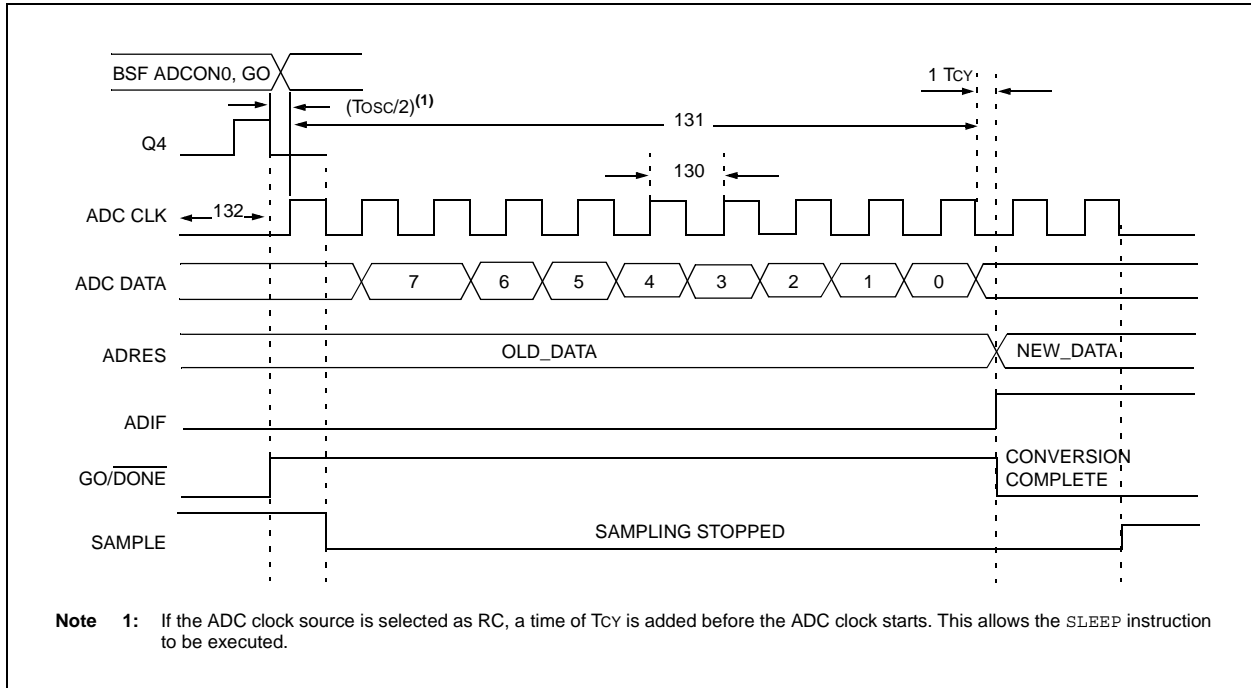 BSF ADCON0, GO
1 TCY
(TOSC/2)(1)
131
Q4
130
ADC CLK
132
ADC DATA
7 6 5 4 3 2 1 0
ADRES
OLD_DATA
NEW_DATA
ADIF
GO/DONE
CONVERSION
COMPLETE
SAMPLE
SAMPLING STOPPED
Note 1: If the ADC clock source is selected as RC, a time of TCY is added before the ADC clock starts. This allows the SLEEP instruction
to be executed.